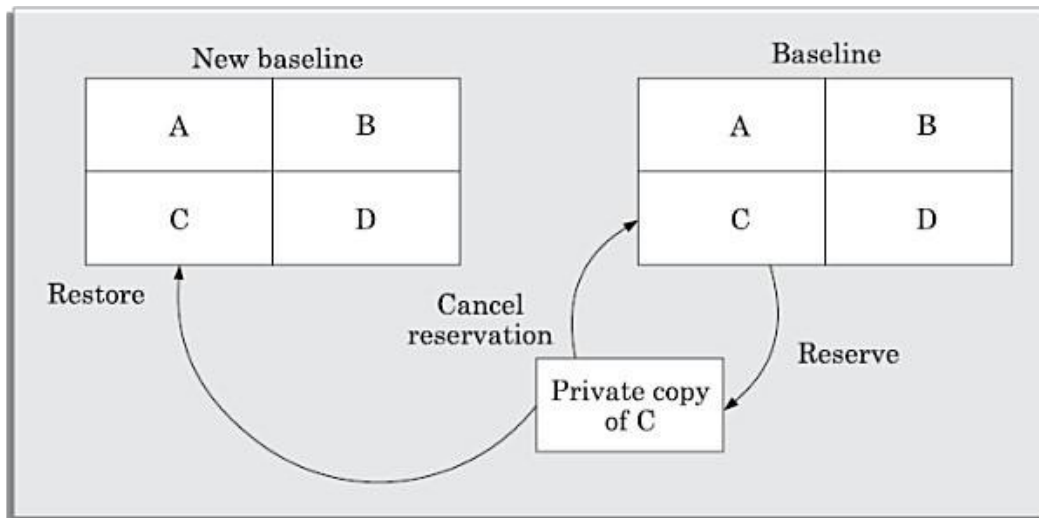 New baseline
Baseline
A
B
A
B
C
D
C
D
Restore
Cancel
reservation
Reserve
Private copy
of C